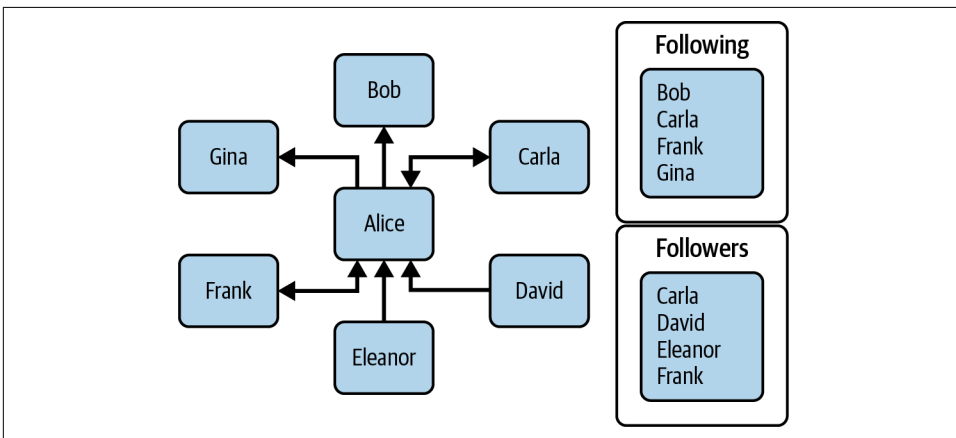 Bob
Gina
Carla
Alice
Frank
David
Eleanor
Following
Bob
Carla
Frank
Gina
Followers
Carla
David
Eleanor
Frank